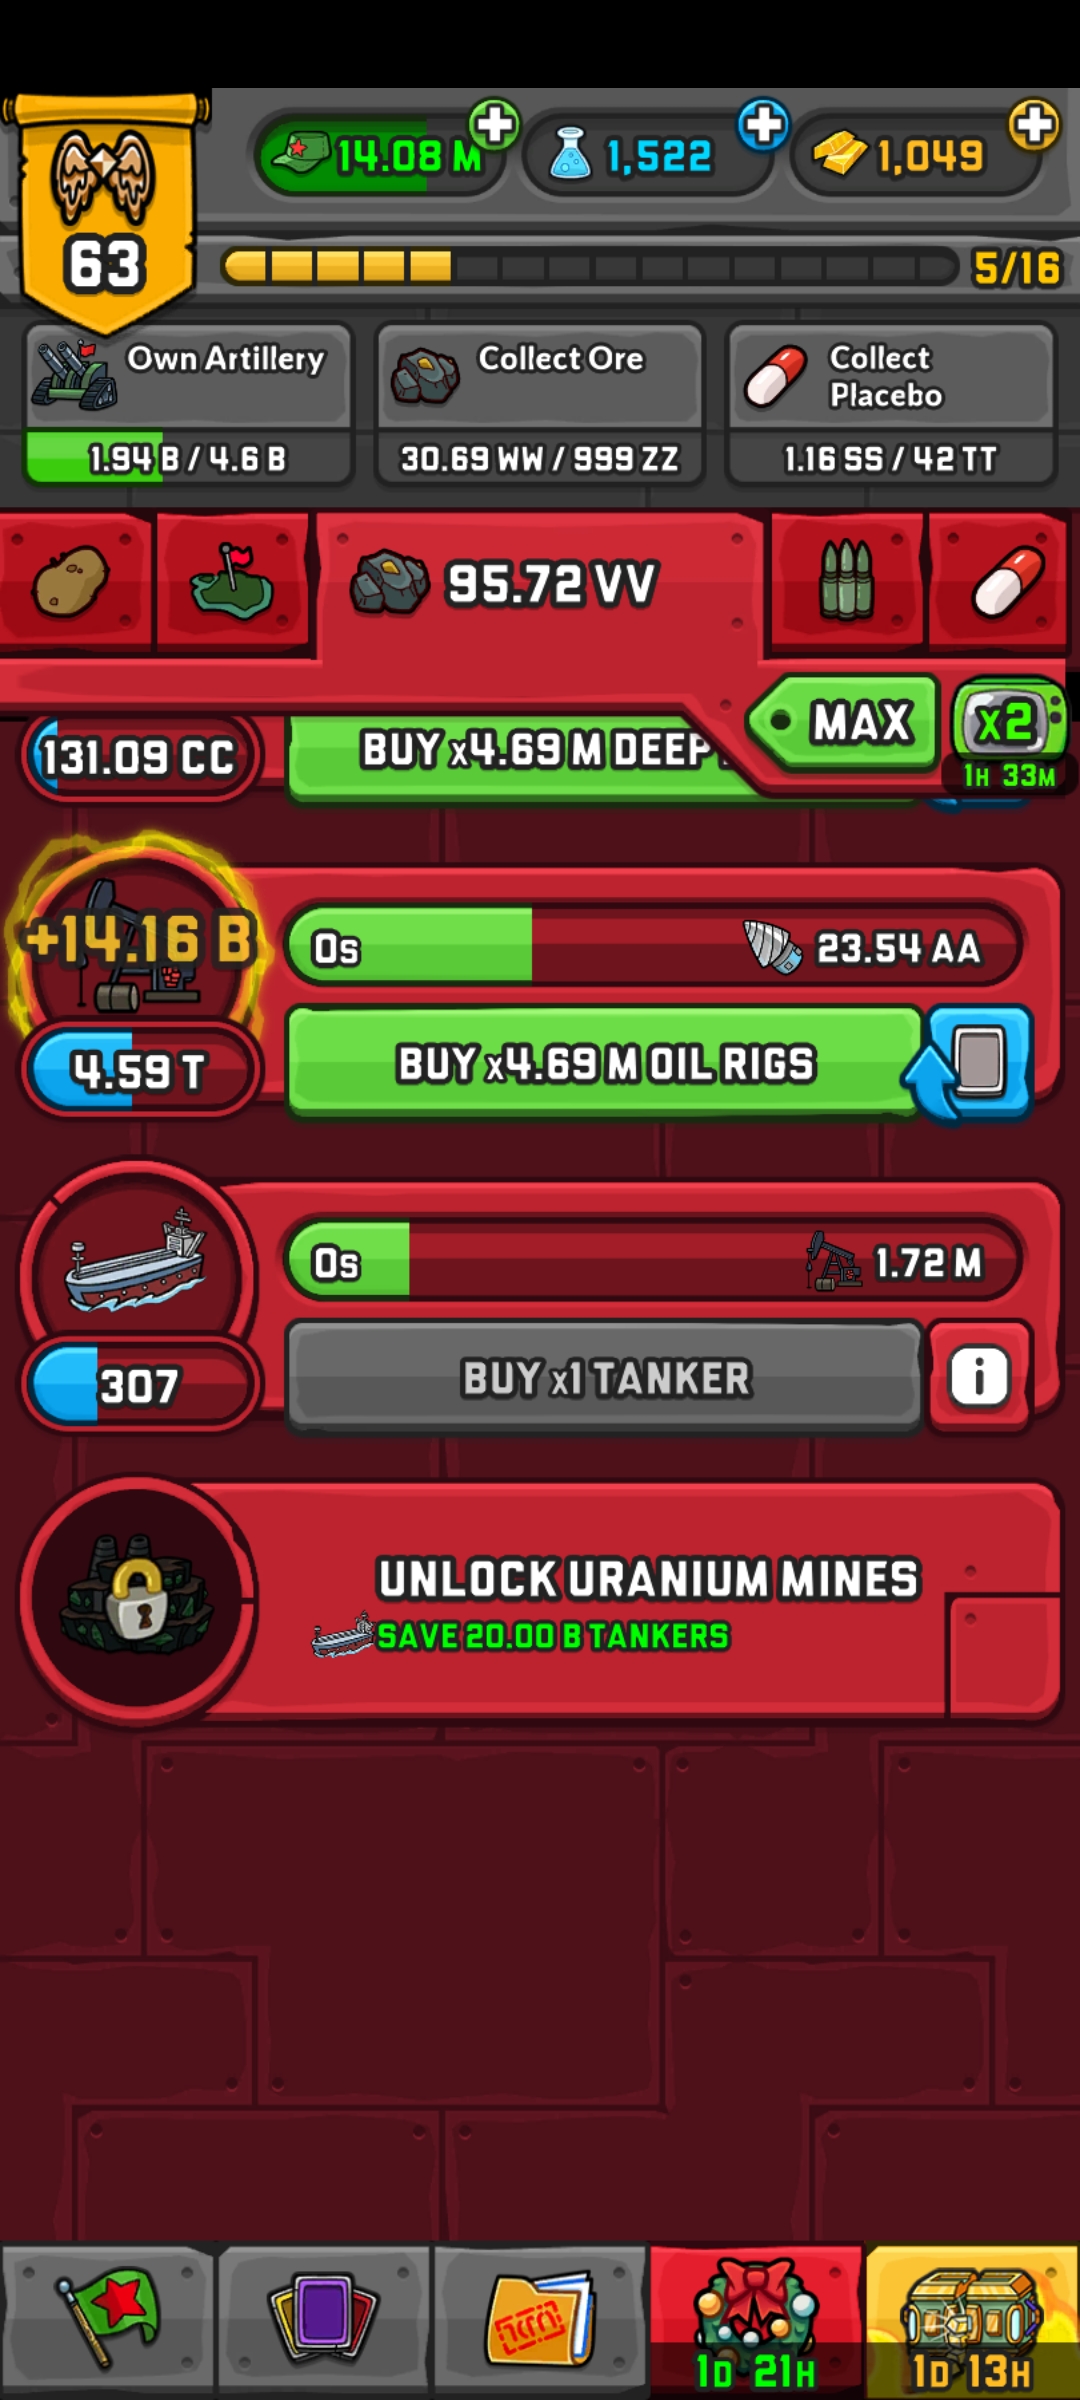 14.08 M
1,522
1,049
63
5/16
Own Artillery
1.94 B / 4.6 B
Collect Ore
30.69 WW / 999 ZZ
Collect
Placebo
1.16 SS / 42 TT
95.72 VV
MAX
x2
1H 33M
131.09 CC
BUY x4.69 M DEEP
+14.16 B
0s
23.54 AA
4.59 T
BUY x4.69 M OIL RIGS
0s
1.72 M
307
BUY x1 TANKER
i
UNLOCK URANIUM MINES
SAVE 20.00 B TANKERS
1D 21H
1D 13H